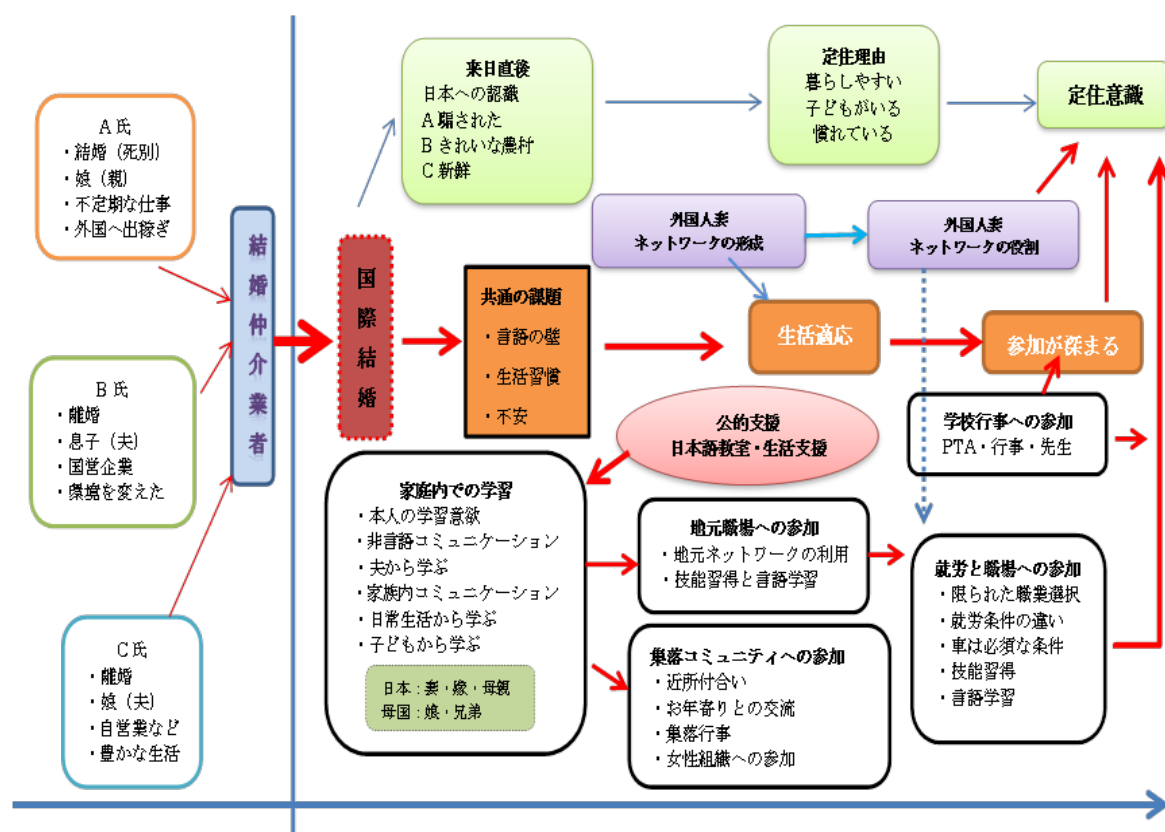 A氏
・結婚（死別）
・娘（親）
・不定期な仕事
・外国へ出稼ぎ
B氏
・離婚
・息子（夫）
・国営企業
・環境を変えた
C氏
・離婚
・娘（夫）
・自営業など
・豊かな生活
結婚仲介業者
国際結婚
来日直後
日本への認識
A 騙された
B きれいな農村
C 新鮮
定住理由
暮らしやすい
子どもがいる
慣れている
定住意識
外国人妻
ネットワークの形成
外国人妻
ネットワークの役割
共通の課題
・言語の壁
・生活習慣
・不安
生活適応
参加が深まる
公的支援
日本語教室・生活支援
学校行事への参加
PTA・行事・先生
家庭内での学習
・本人の学習意欲
・非言語コミュニケーション
・夫から学ぶ
・家族内コミュニケーション
・日常生活から学ぶ
・子どもから学ぶ
日本：妻・嫁・母親
母国：娘・兄弟
地元職場への参加
・地元ネットワークの利用
・技能習得と言語学習
集落コミュニティへの参加
・近所付合い
・お年寄りとの交流
・集落行事
・女性組織への参加
就労と職場への参加
・限られた職業選択
・就労条件の違い
・車は必須な条件
・技能習得
・言語学習